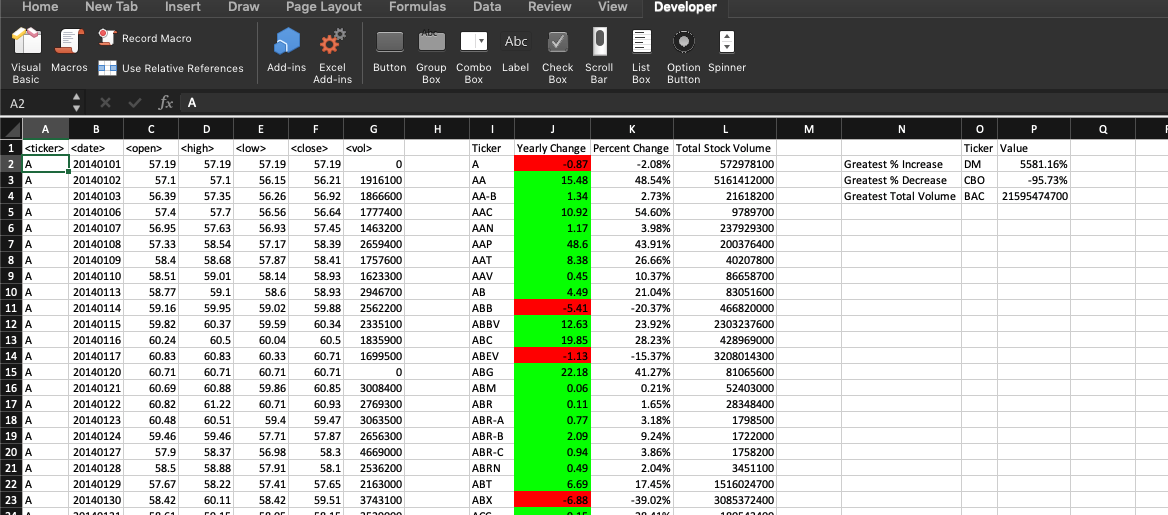 Home New Tab Insert Draw Page Layout Formulas Data Review View Developer
Record Macro
Use Relative References
Visual Basic Macros Add-ins Excel Add-ins Button Group Box Combo Box Label Check Box Scroll Bar List Box Option Button Spinner
Abc Abc
A2 fx A
A B C D E F G H I J K L M N O P Q
1 <ticker> <date> <open> <high> <low> <close> <vol> Ticker Yearly Change Percent Change Total Stock Volume Ticker Value
2 A 20140101 57.19 57.19 57.19 57.19 0 A -0.87 -2.08% 572978100 Greatest % Increase DM 5581.16%
3 A 20140102 57.1 57.1 56.15 56.21 1916100 AA 15.48 48.54% 5161412000 Greatest % Decrease CBO -95.73%
4 A 20140103 56.39 57.35 56.26 56.92 1866600 AA-B 1.34 2.73% 21618200 Greatest Total Volume BAC 21595474700
5 A 20140106 57.4 57.7 56.56 56.64 1777400 AAC 10.92 54.60% 9789700
6 A 20140107 56.95 57.63 56.93 57.45 1463200 AAN 1.17 3.98% 237929300
7 A 20140108 57.33 58.54 57.17 58.39 2659400 AAP 48.6 43.91% 200376400
8 A 20140109 58.4 58.68 57.87 58.41 1757600 AAT 8.38 26.66% 40207800
9 A 20140110 58.51 59.01 58.14 58.93 1623300 AAV 0.45 10.37% 86658700
10 A 20140113 58.77 59.1 58.6 58.93 2946700 AB 4.49 21.04% 83051600
11 A 20140114 59.16 59.95 59.02 59.88 2562200 ABB -5.41 -20.37% 466820000
12 A 20140115 59.82 60.37 59.59 60.34 2335100 ABBV 12.63 23.92% 2303237600
13 A 20140116 60.24 60.5 60.04 60.5 1835900 ABC 19.85 28.23% 428969000
14 A 20140117 60.83 60.83 60.33 60.71 1699500 ABEV -1.13 -15.37% 3208014300
15 A 20140120 60.71 60.71 60.71 60.71 0 ABG 22.18 41.27% 81065600
16 A 20140121 60.69 60.88 59.86 60.85 3008400 ABM 0.06 0.21% 52403000
17 A 20140122 60.82 61.22 60.71 60.93 2769300 ABR 0.11 1.65% 28348400
18 A 20140123 60.48 60.51 59.4 59.47 3063500 ABR-A 0.77 3.18% 1798500
19 A 20140124 59.46 59.46 57.71 57.87 2656300 ABR-B 2.09 9.24% 1722000
20 A 20140127 57.9 58.37 56.98 58.3 4669000 ABR-C 0.94 3.86% 1758200
21 A 20140128 58.5 58.88 57.91 58.1 2536200 ABRN 0.49 2.04% 3451100
22 A 20140129 57.67 58.22 57.41 57.65 2163000 ABT 6.69 17.45% 1516024700
23 A 20140130 58.42 60.11 58.42 59.51 3743100 ABX -6.88 -39.02% 3085372400